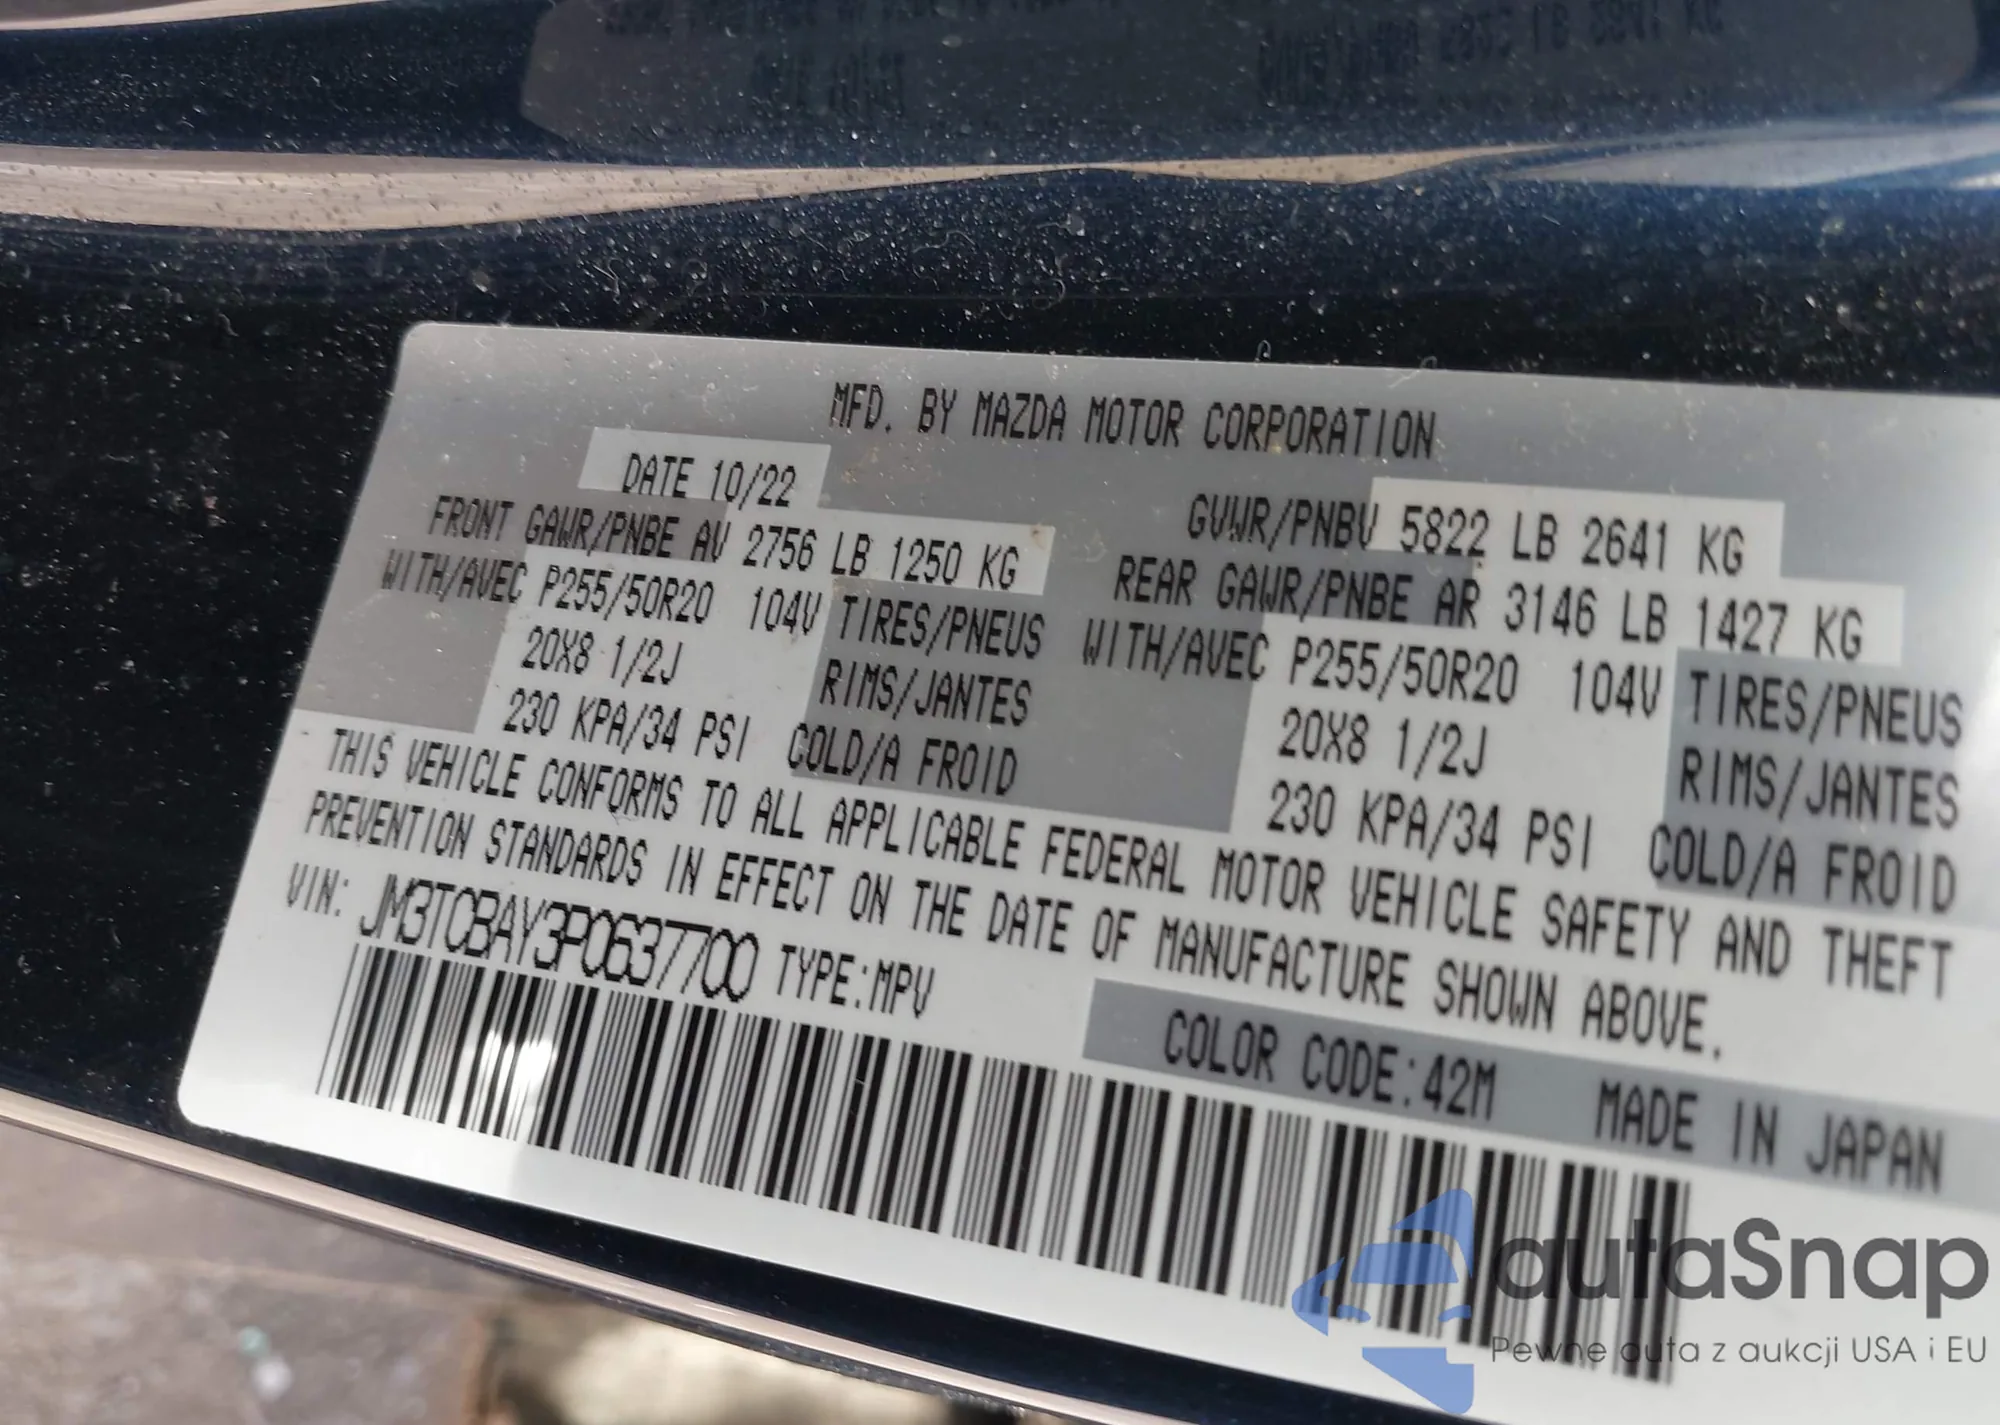 MFD. BY MAZDA MOTOR CORPORATION
DATE 10/22
GVWR/PNBV 5822 LB 2641 KG
FRONT GAWR/PNBE AV 2756 LB 1250 KG
REAR GAWR/PNBE AR 3146 LB 1427 KG
WITH/AVEC P255/50R20 104V TIRES/PNEUS
WITH/AVEC P255/50R20 104V TIRES/PNEUS
20X8 1/2J RIMS/JANTES
20X8 1/2J RIMS/JANTES
230 KPA/34 PSI COLD/A FROID
230 KPA/34 PSI COLD/A FROID
THIS VEHICLE CONFORMS TO ALL APPLICABLE FEDERAL MOTOR VEHICLE SAFETY AND THEFT
PREVENTION STANDARDS IN EFFECT ON THE DATE OF MANUFACTURE SHOWN ABOVE.
VIN: JM3TCBAY3P0637700 TYPE:MPV
COLOR CODE:42M MADE IN JAPAN
autaSnap
Pewne auta z aukcji USA i EU